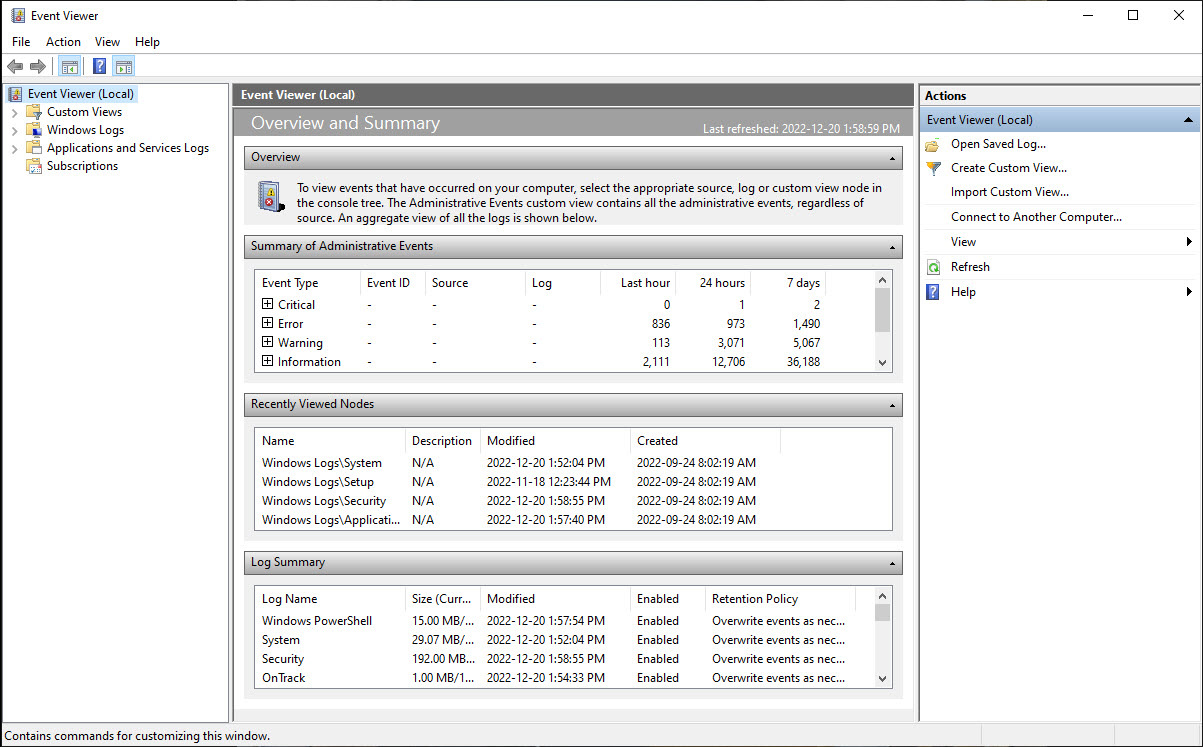 Event Viewer
File Action View Help
Event Viewer (Local)
Custom Views
Windows Logs
Applications and Services Logs
Subscriptions
Event Viewer (Local)
Overview and Summary
Last refreshed: 2022-12-20 1:58:59 PM
Overview
To view events that have occurred on your computer, select the appropriate source, log or custom view node in
the console tree. The Administrative Events custom view contains all the administrative events, regardless of
source. An aggregate view of all the logs is shown below.
Summary of Administrative Events
Event Type Event ID Source Log Last hour 24 hours 7 days
Critical - - - 0 1 2
Error - - - 836 973 1,490
Warning - - - 113 3,071 5,067
Information - - - 2,111 12,706 36,188
Recently Viewed Nodes
Name Description Modified Created
Windows Logs\System N/A 2022-12-20 1:52:04 PM 2022-09-24 8:02:19 AM
Windows Logs\Setup N/A 2022-11-18 12:23:44 PM 2022-09-24 8:02:19 AM
Windows Logs\Security N/A 2022-12-20 1:58:55 PM 2022-09-24 8:02:19 AM
Windows Logs\Applicati... N/A 2022-12-20 1:57:40 PM 2022-09-24 8:02:19 AM
Log Summary
Log Name Size (Curr... Modified Enabled Retention Policy
Windows PowerShell 15.00 MB/... 2022-12-20 1:57:54 PM Enabled Overwrite events as nec...
System 29.07 MB/... 2022-12-20 1:52:04 PM Enabled Overwrite events as nec...
Security 192.00 MB... 2022-12-20 1:58:55 PM Enabled Overwrite events as nec...
OnTrack 1.00 MB/1... 2022-12-20 1:54:33 PM Enabled Overwrite events as nec...
Actions
Event Viewer (Local)
Open Saved Log...
Create Custom View...
Import Custom View...
Connect to Another Computer...
View
Refresh
Help
Contains commands for customizing this window.